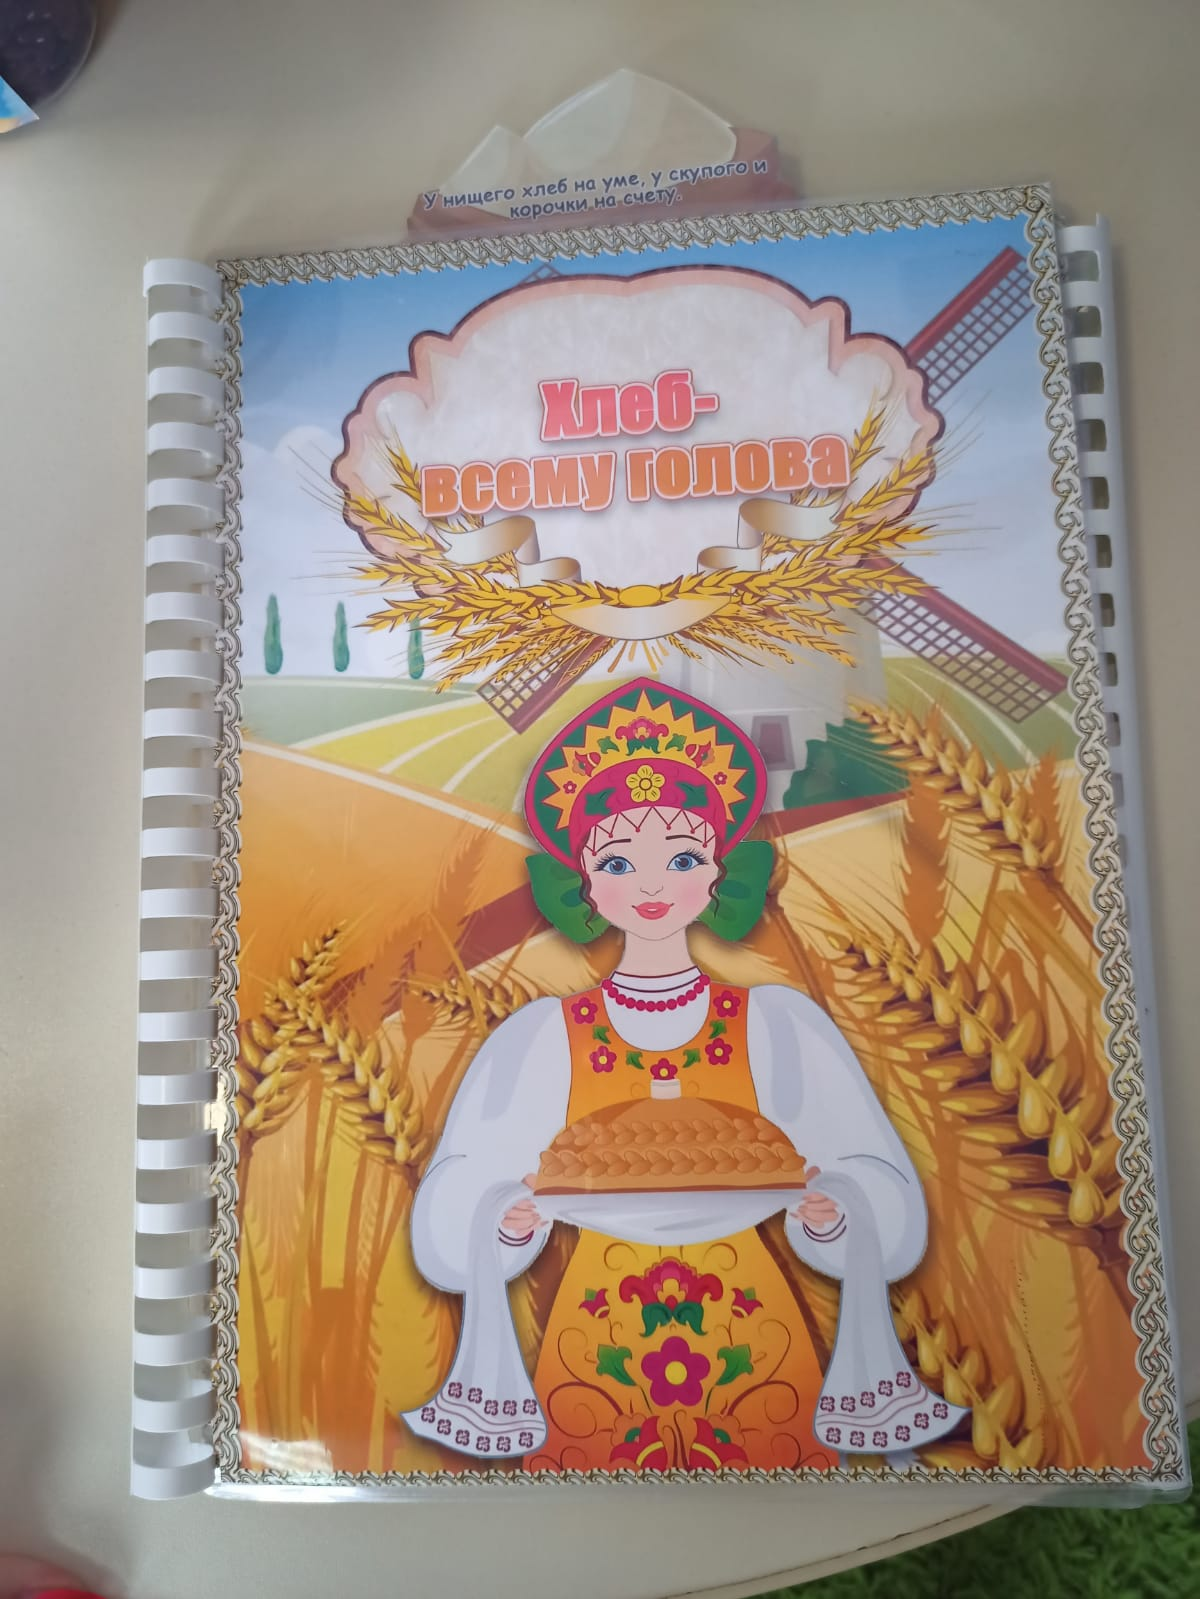 У нищего хлеб на уме, у скупого и
корочки на счету.
Хлеб-
всему голова